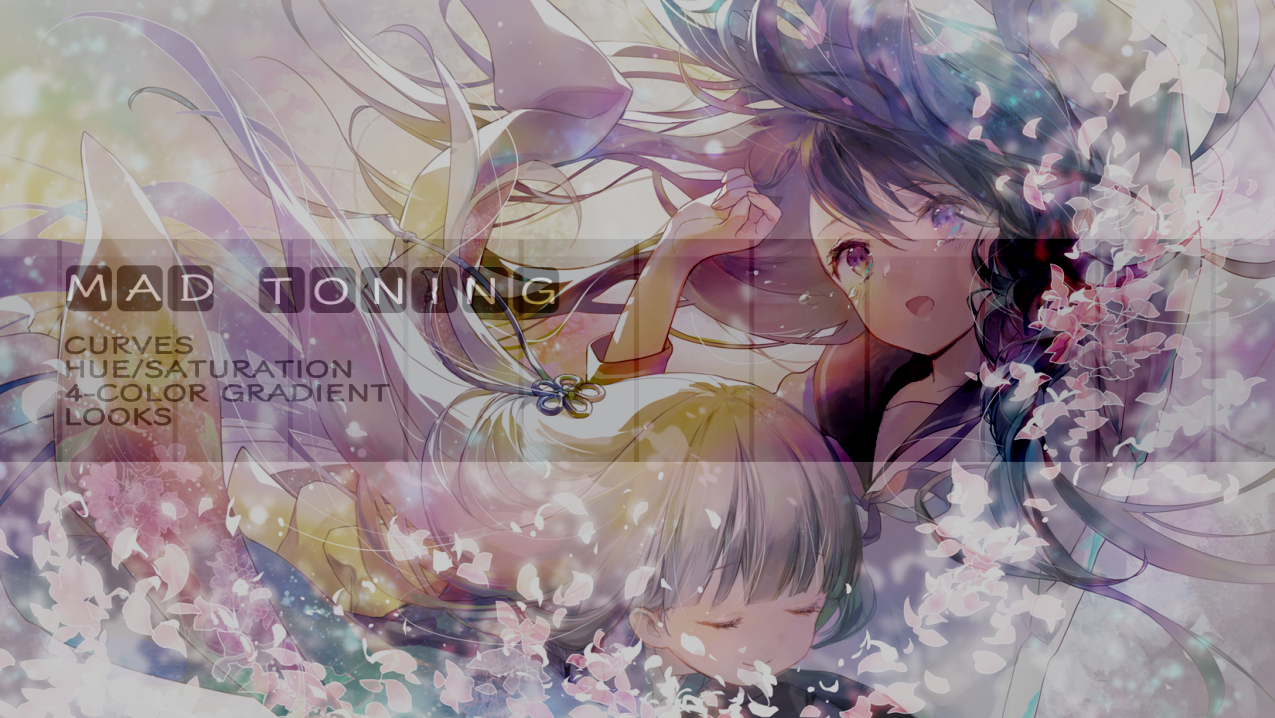 MAD TONING
CURVES
HUE/SATURATION
4-COLOR GRADIENT
LOOKS